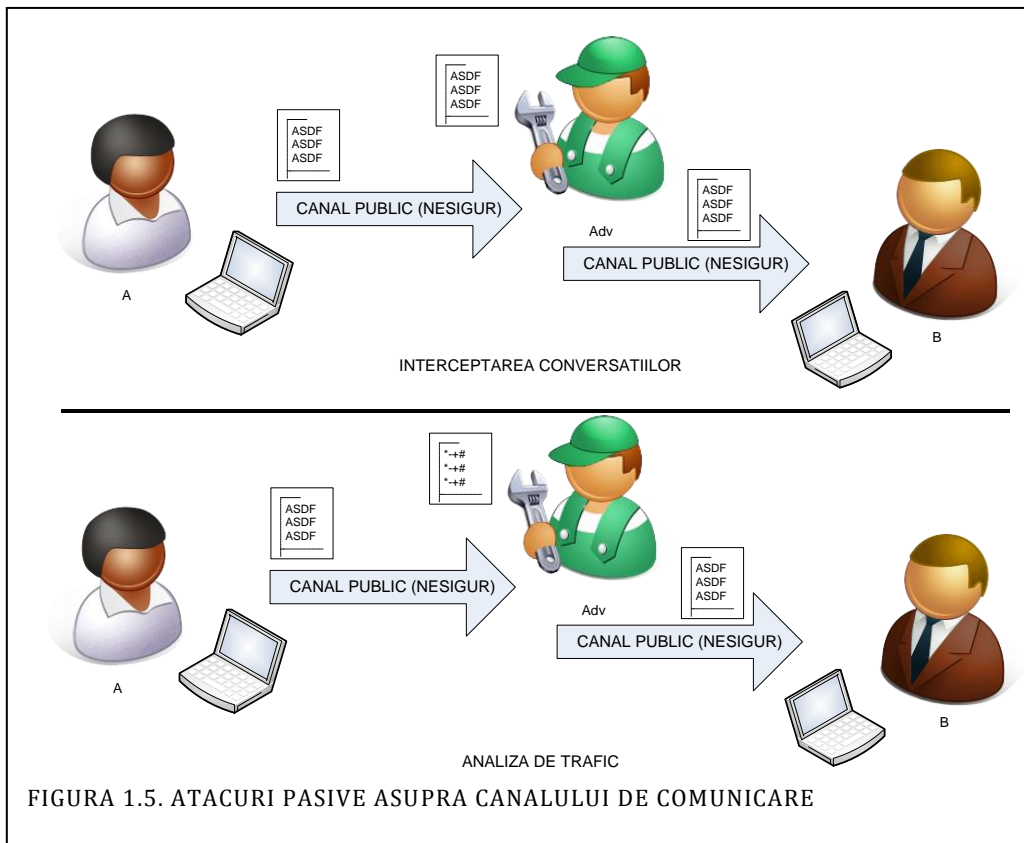 ASDF
ASDF
ASDF
ASDF
ASDF
ASDF
CANAL PUBLIC (NESIGUR)
ASDF
ASDF
ASDF
Adv
CANAL PUBLIC (NESIGUR)
A
B
INTERCEPTAREA CONVERSATIILOR
*-+#
*-+#
*-+#
ASDF
ASDF
ASDF
CANAL PUBLIC (NESIGUR)
ASDF
ASDF
ASDF
Adv
CANAL PUBLIC (NESIGUR)
A
B
ANALIZA DE TRAFIC
FIGURA 1.5. ATACURI PASIVE ASUPRA CANALULUI DE COMUNICARE